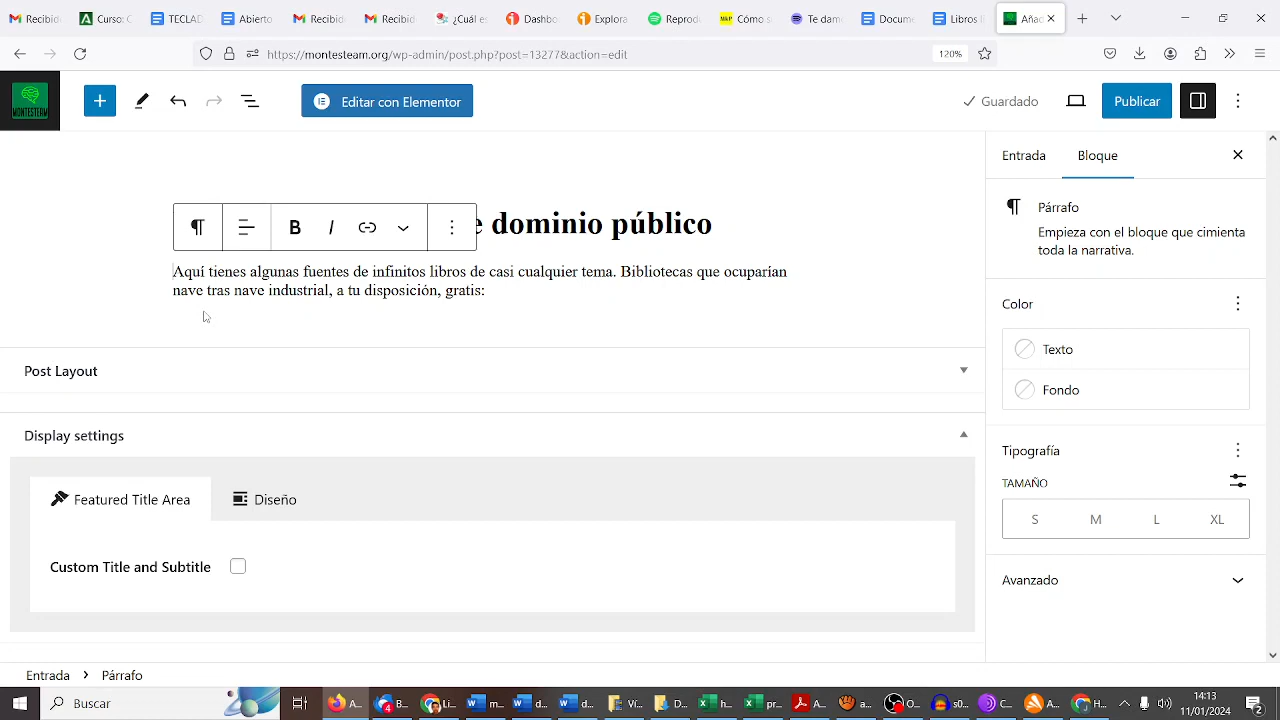 Recibid
Curso: C
TECLAD
Abierto
Recibid
Recibid
¿Cuál e
Dashbo
Explora
Reprod
Cómo s
Te damo
Docume
Libros E
Aña
https://montesteam.org/wp-admin/post.php?post=13277&action=edit
120%
MONTESTEAM
Editar con Elementor
Guardado
Publicar
Entrada
Bloque
e dominio público
B I
Párrafo
Empieza con el bloque que cimienta
toda la narrativa.
Aquí tienes algunas fuentes de infinitos libros de casi cualquier tema. Bibliotecas que ocuparían
nave tras nave industrial, a tu disposición, gratis:
Color
Texto
Fondo
Post Layout
Display settings
Tipografía
TAMAÑO
S M L XL
Featured Title Area
Diseño
Custom Title and Subtitle
Avanzado
Entrada > Párrafo
Buscar
14:13
11/01/2024